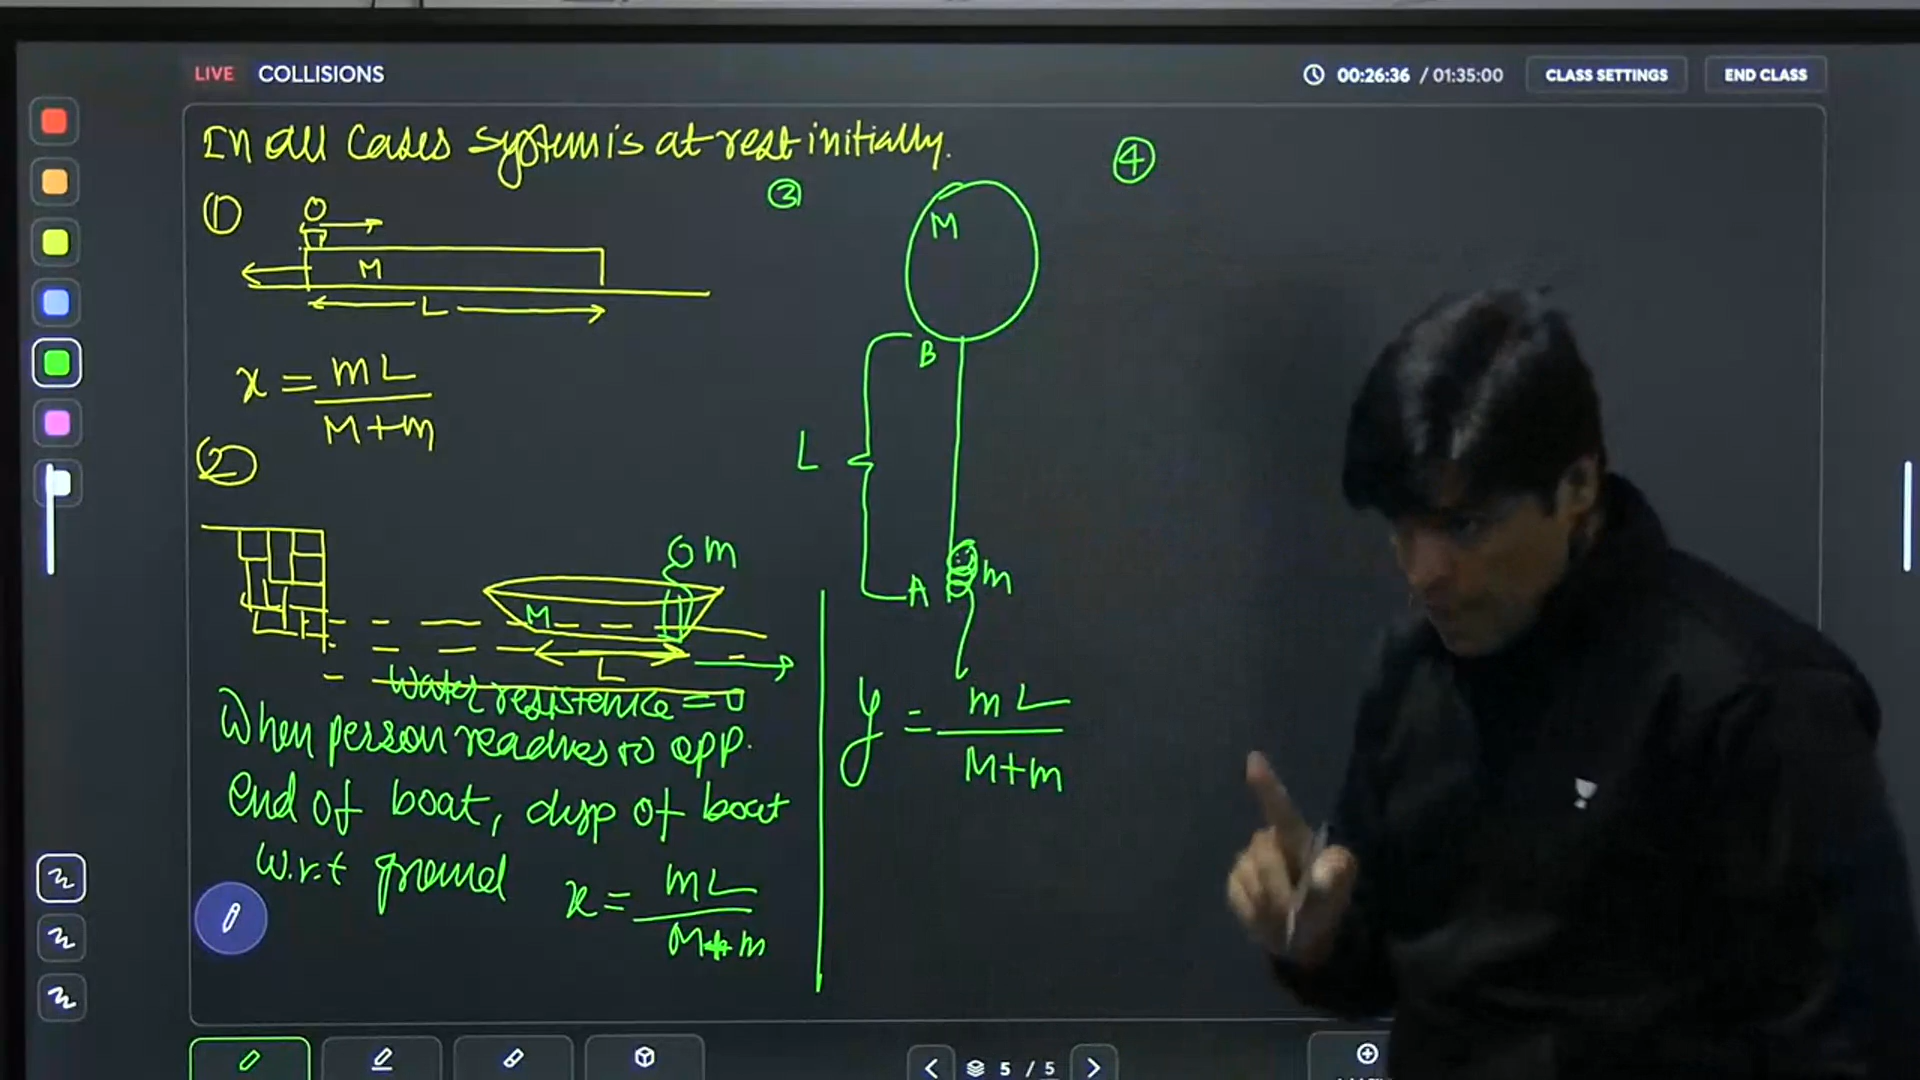 LIVE COLLISIONS
00:26:36 / 01:35:00 CLASS SETTINGS END CLASS
In all Cases system is at rest initially.
①
M
L
x = mL / M+m
②
m
M
L
Water resistence = 0
When person reaches to opp.
end of boat, disp of boat
w.r.t ground x = mL / M+m
③
M
B
L
A m
y = mL / M+m
④
5 / 5